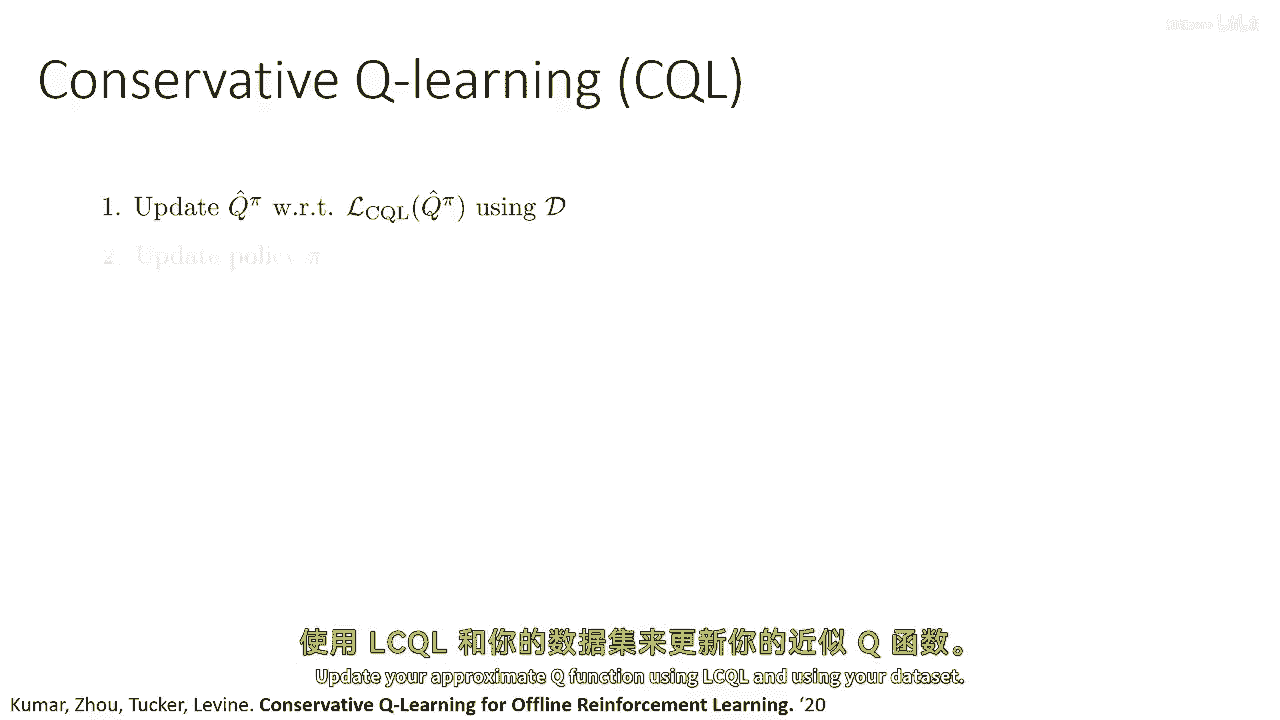 Conservative Q-learning (CQL)
1. Update $\hat{Q}^\pi$ w.r.t. $\mathcal{L}_{\text{CQL}}(\hat{Q}^\pi)$ using $\mathcal{D}$
2. Update policy π
使用 LCQL 和你的数据集来更新你的近似 Q 函数。
Update your approximate Q function using LCQL and using your dataset.
Kumar, Zhou, Tucker, Levine. Conservative Q-Learning for Offline Reinforcement Learning. ‘20